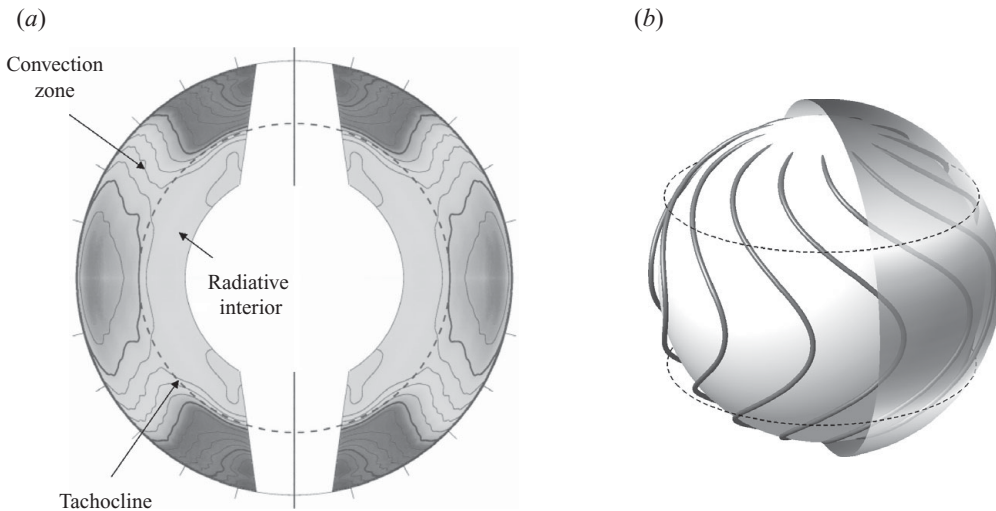 (a)
(b)
Convection
zone
Radiative
interior
Tachocline